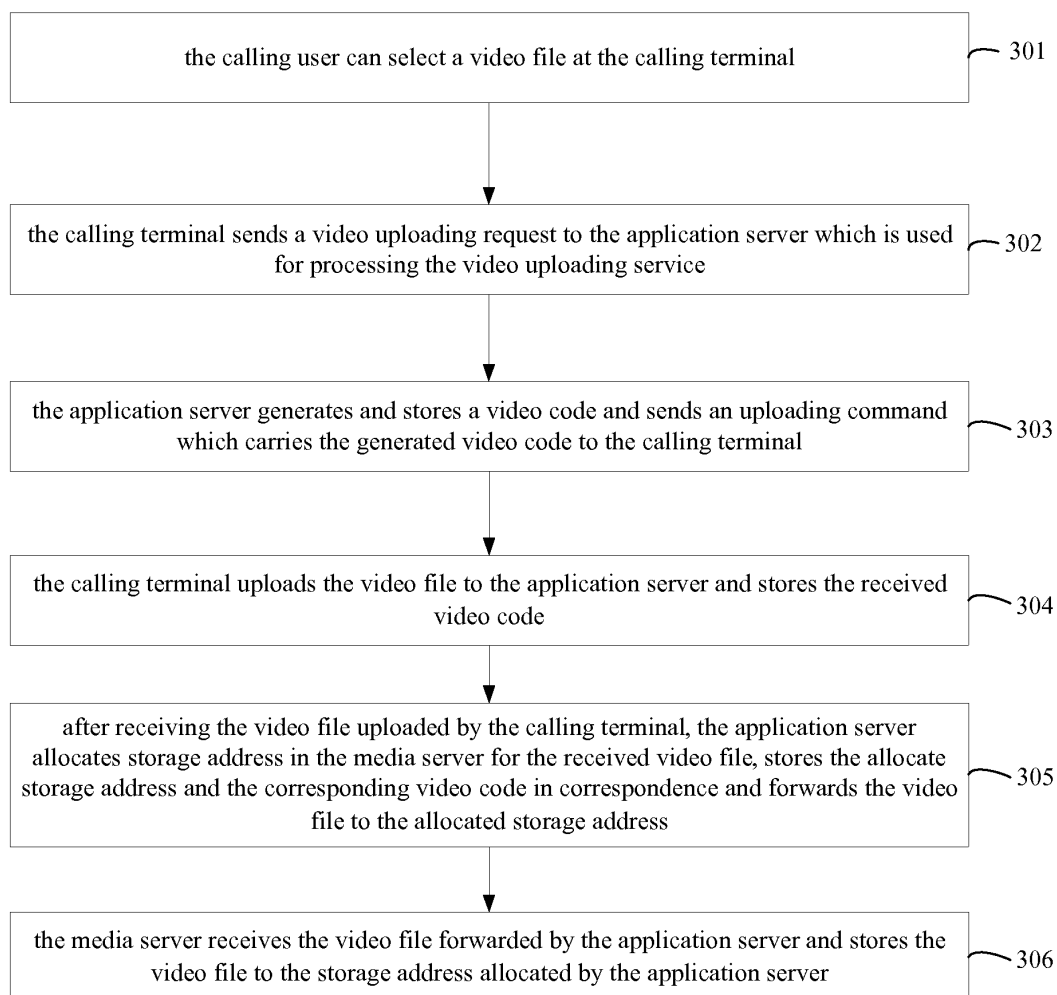 the calling user can select a video file at the calling terminal
301
the calling terminal sends a video uploading request to the application server which is used
for processing the video uploading service
302
the application server generates and stores a video code and sends an uploading command
which carries the generated video code to the calling terminal
303
the calling terminal uploads the video file to the application server and stores the received
video code
304
after receiving the video file uploaded by the calling terminal, the application server
allocates storage address in the media server for the received video file, stores the allocate
storage address and the corresponding video code in correspondence and forwards the video
file to the allocated storage address
305
the media server receives the video file forwarded by the application server and stores the
video file to the storage address allocated by the application server
306